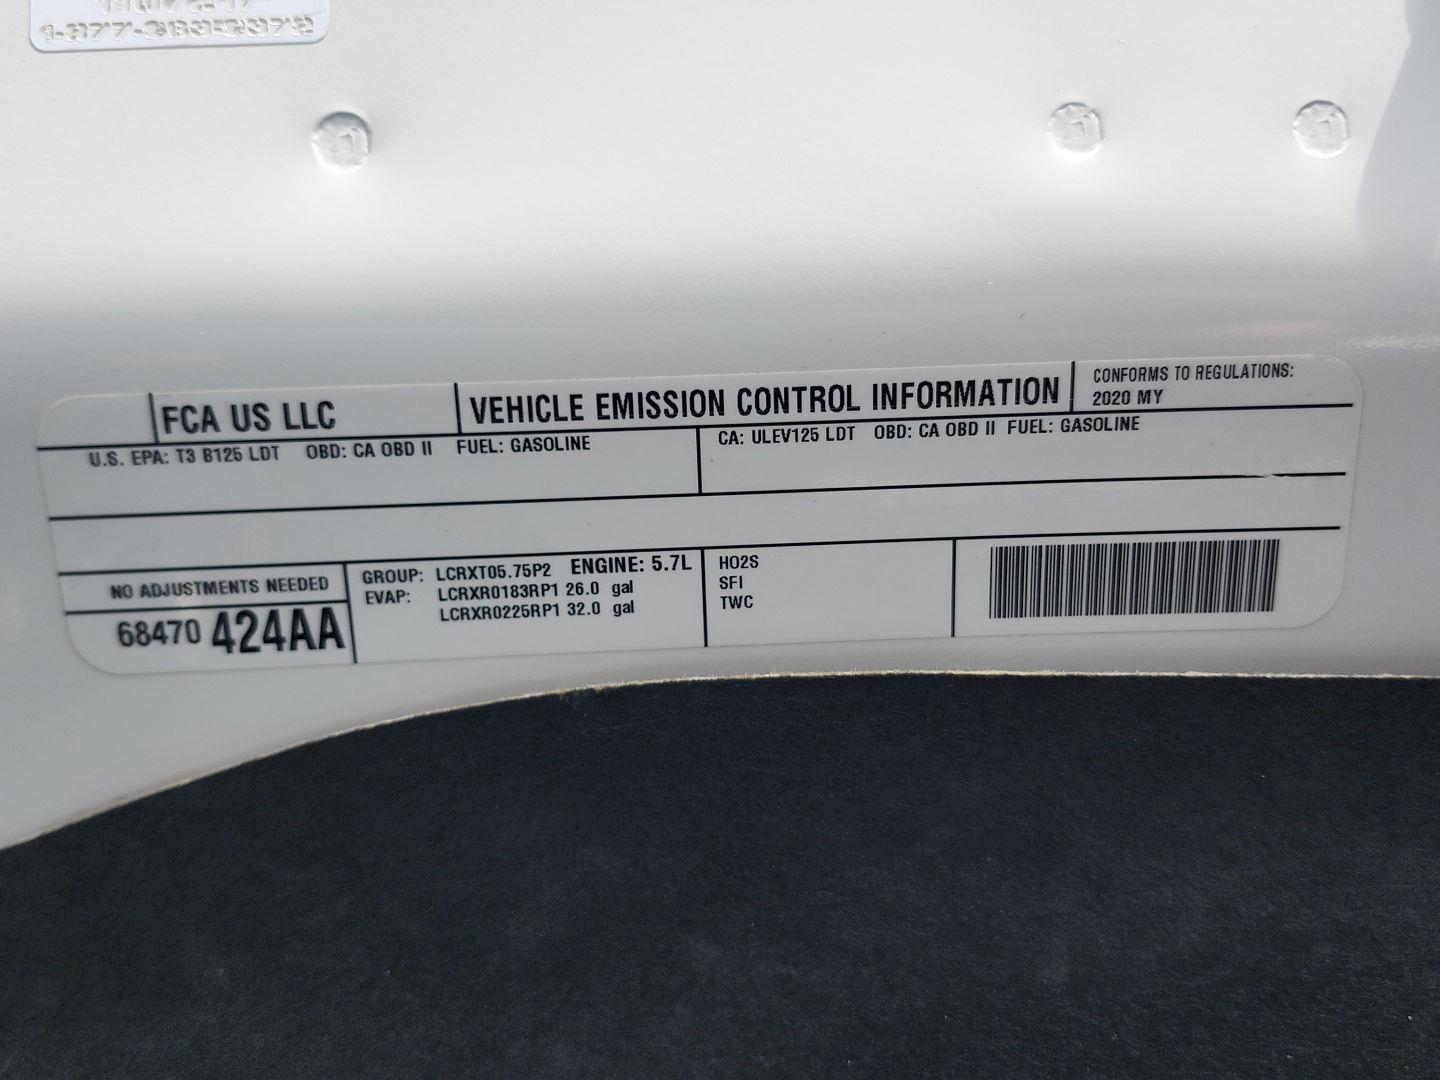 FCA US LLC
VEHICLE EMISSION CONTROL INFORMATION
CONFORMS TO REGULATIONS:
2020 MY
U.S. EPA: T3 B125 LDT OBD: CA OBD II FUEL: GASOLINE
CA: ULEV125 LDT OBD: CA OBD II FUEL: GASOLINE
NO ADJUSTMENTS NEEDED
68470 424AA
GROUP: LCRXT05.75P2 ENGINE: 5.7L
EVAP: LCRXR0183RP1 26.0 gal
LCRXR0225RP1 32.0 gal
HO2S
SFI
TWC